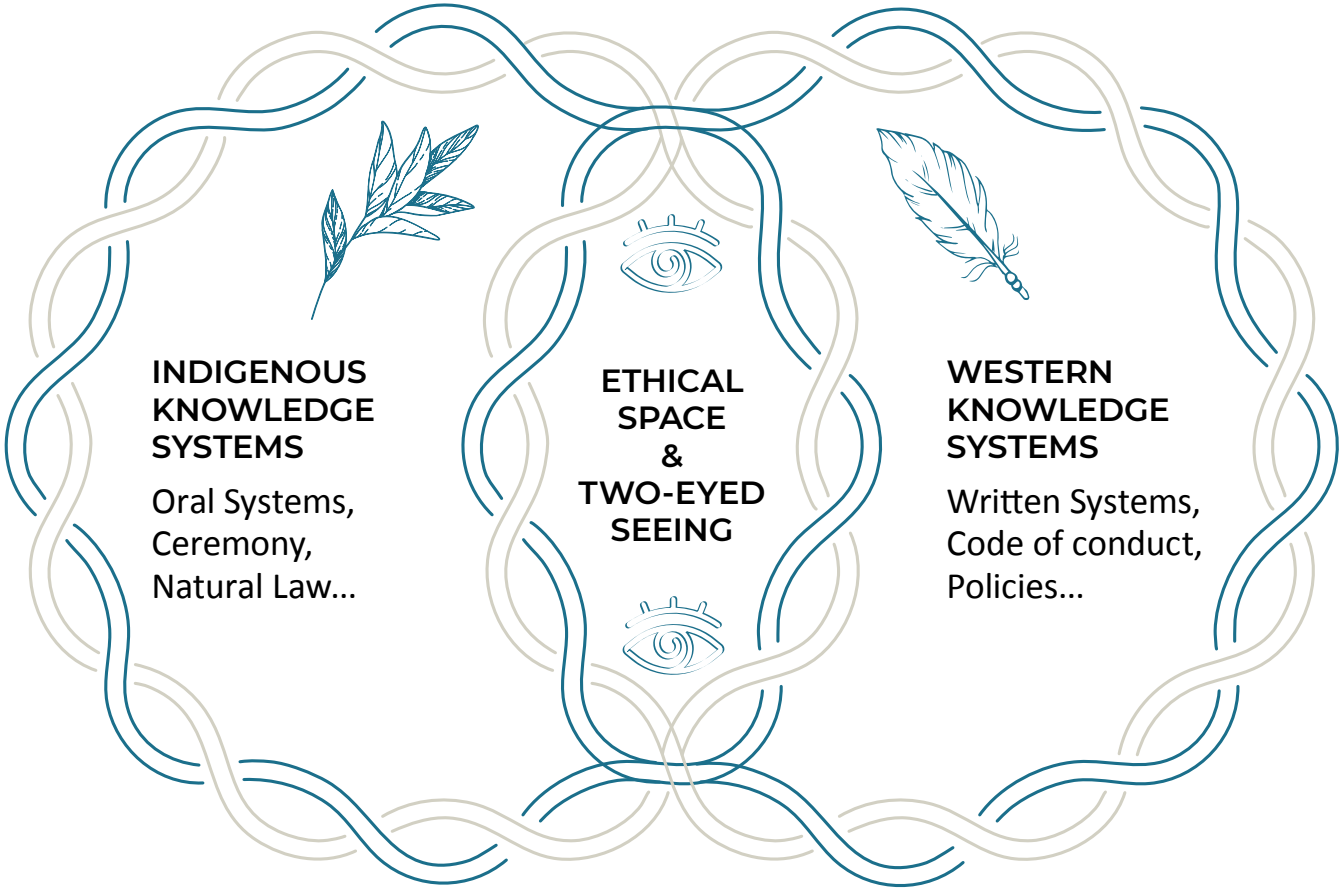 INDIGENOUS
KNOWLEDGE
SYSTEMS
Oral Systems,
Ceremony,
Natural Law...
ETHICAL
SPACE
&
TWO-EYED
SEEING
WESTERN
KNOWLEDGE
SYSTEMS
Written Systems,
Code of conduct,
Policies...